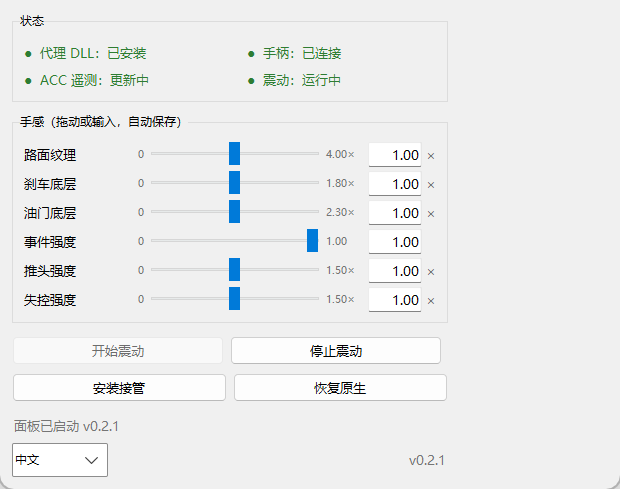 状态
● 代理 DLL：已安装 ● 手柄：已连接
● ACC 遥测：更新中 ● 震动：运行中
手感（拖动或输入，自动保存）
路面纹理 0 4.00× 1.00 ×
刹车底层 0 1.80× 1.00 ×
油门底层 0 2.30× 1.00 ×
事件强度 0 1.00 1.00
推头强度 0 1.50× 1.00 ×
失控强度 0 1.50× 1.00 ×
开始震动 停止震动
安装接管 恢复原生
面板已启动 v0.2.1
中文 v0.2.1